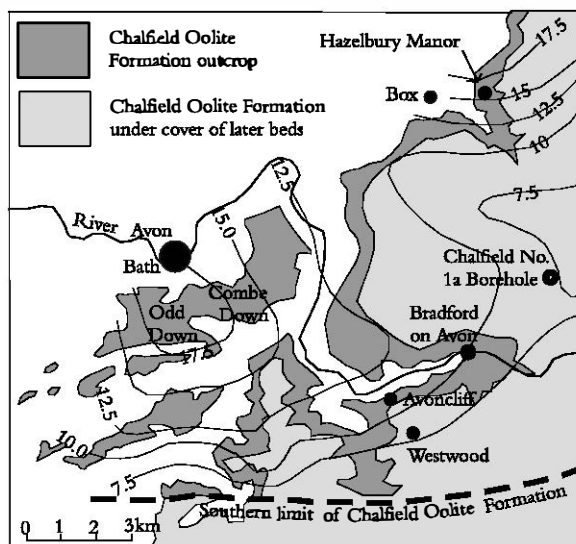 Chalfield Oolite
Formation outcrop
Chalfield Oolite Formation
under cover of later beds
Hazelbury Manor
Box
17.5
15
12.5
10
7.5
12.5
15.0
River Avon
Bath
Chalfield No.
1a Borehole
Odd
Down
Combe
Down
Bradford
on Avon
17.5
12.5
Avoncliff
10.0
Westwood
7.5
Southern limit of Chalfield Oolite Formation
0 1 2 3km